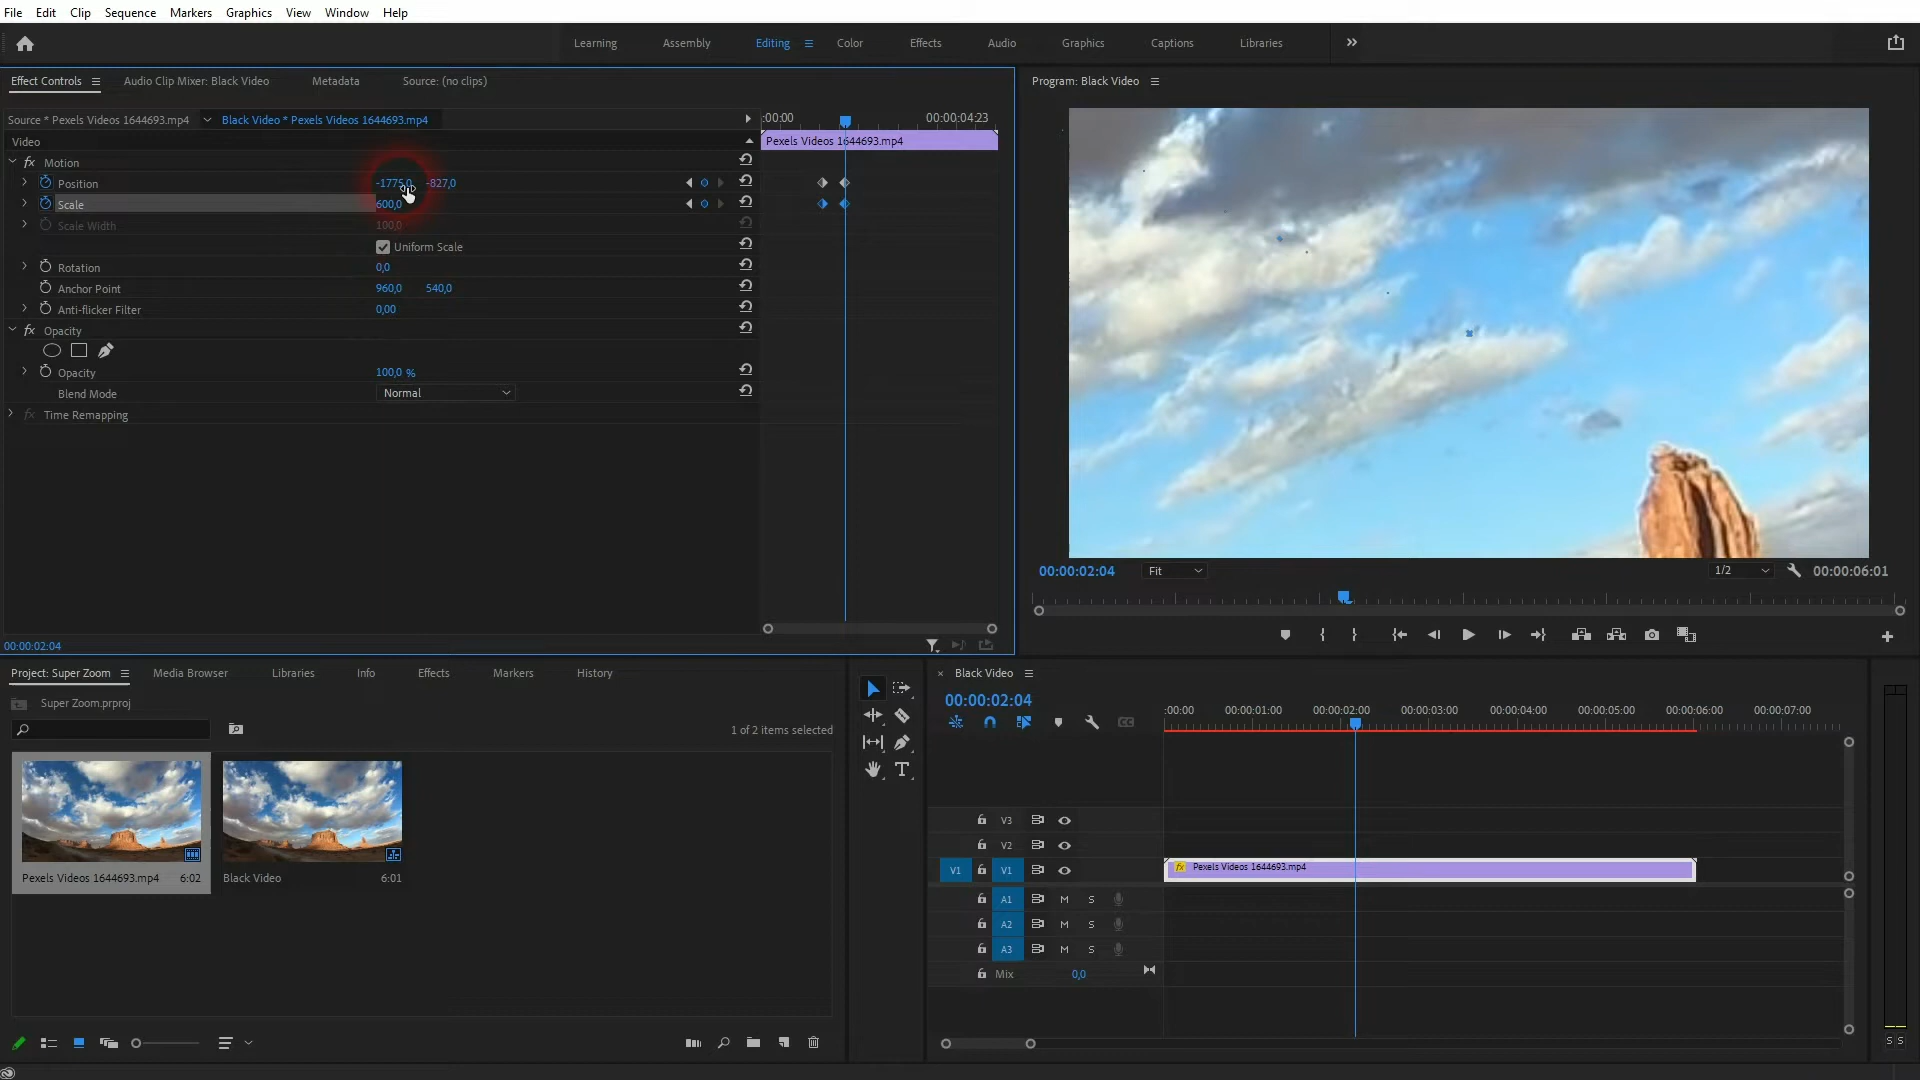 File Edit Clip Sequence Markers Graphics View Window Help
Learning Assembly Editing Color Effects Audio Graphics Captions Libraries
Effect Controls Audio Clip Mixer: Black Video Metadata Source: (no clips)
Program: Black Video
Source * Pexels Videos 1644693.mp4 Black Video * Pexels Videos 1644693.mp4
:00:00 00:00:04:23
Video
Pexels Videos 1644693.mp4
fx Motion
Position -1775,0 -827,0
Scale 600,0
Scale Width 100,0
Uniform Scale
Rotation 0,0
Anchor Point 960,0 540,0
Anti-flicker Filter 0,00
fx Opacity
Opacity 100,0 %
Blend Mode Normal
fx Time Remapping
00:00:02:04 Fit 1/2 00:00:06:01
00:00:02:04
Project: Super Zoom Media Browser Libraries Info Effects Markers History
Super Zoom.prproj
1 of 2 items selected
Pexels Videos 1644693.mp4 6:02
Black Video 6:01
× Black Video
00:00:02:04
:00:00 00:00:01:00 00:00:02:00 00:00:03:00 00:00:04:00 00:00:05:00 00:00:06:00 00:00:07:00
CC
V3
V2
V1 V1
fx Pexels Videos 1644693.mp4
A1 M S
A2 M S
A3 M S
Mix 0,0
S S